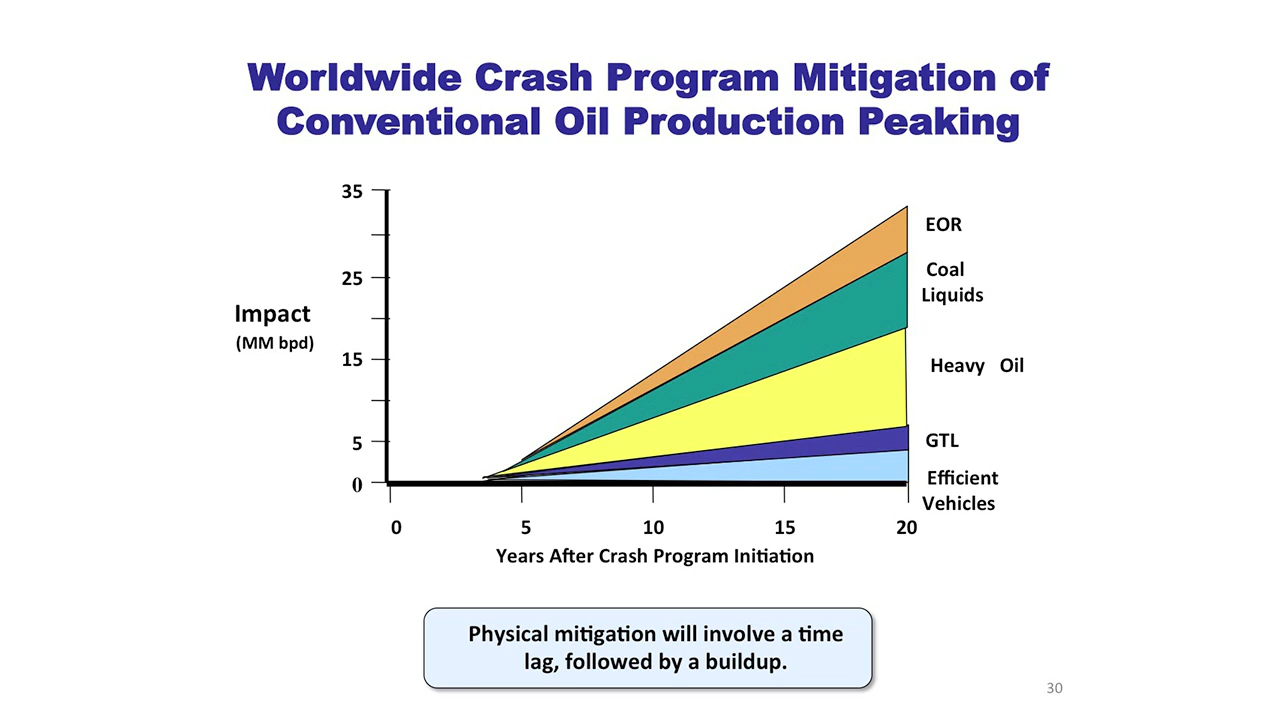 Worldwide Crash Program Mitigation of
Conventional Oil Production Peaking
35
25
15
5
0
Impact
(MM bpd)
EOR
Coal
Liquids
Heavy Oil
GTL
Efficient
Vehicles
0 5 10 15 20
Years After Crash Program Initiation
Physical mitigation will involve a time
lag, followed by a buildup.
30